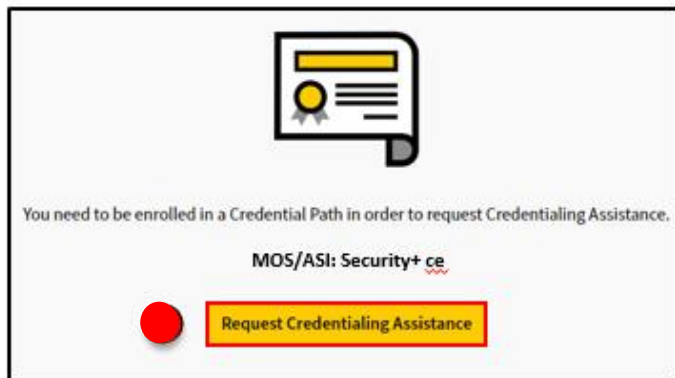 You need to be enrolled in a Credential Path in order to request Credentialing Assistance.
MOS/ASI: Security+ ce
Request Credentialing Assistance